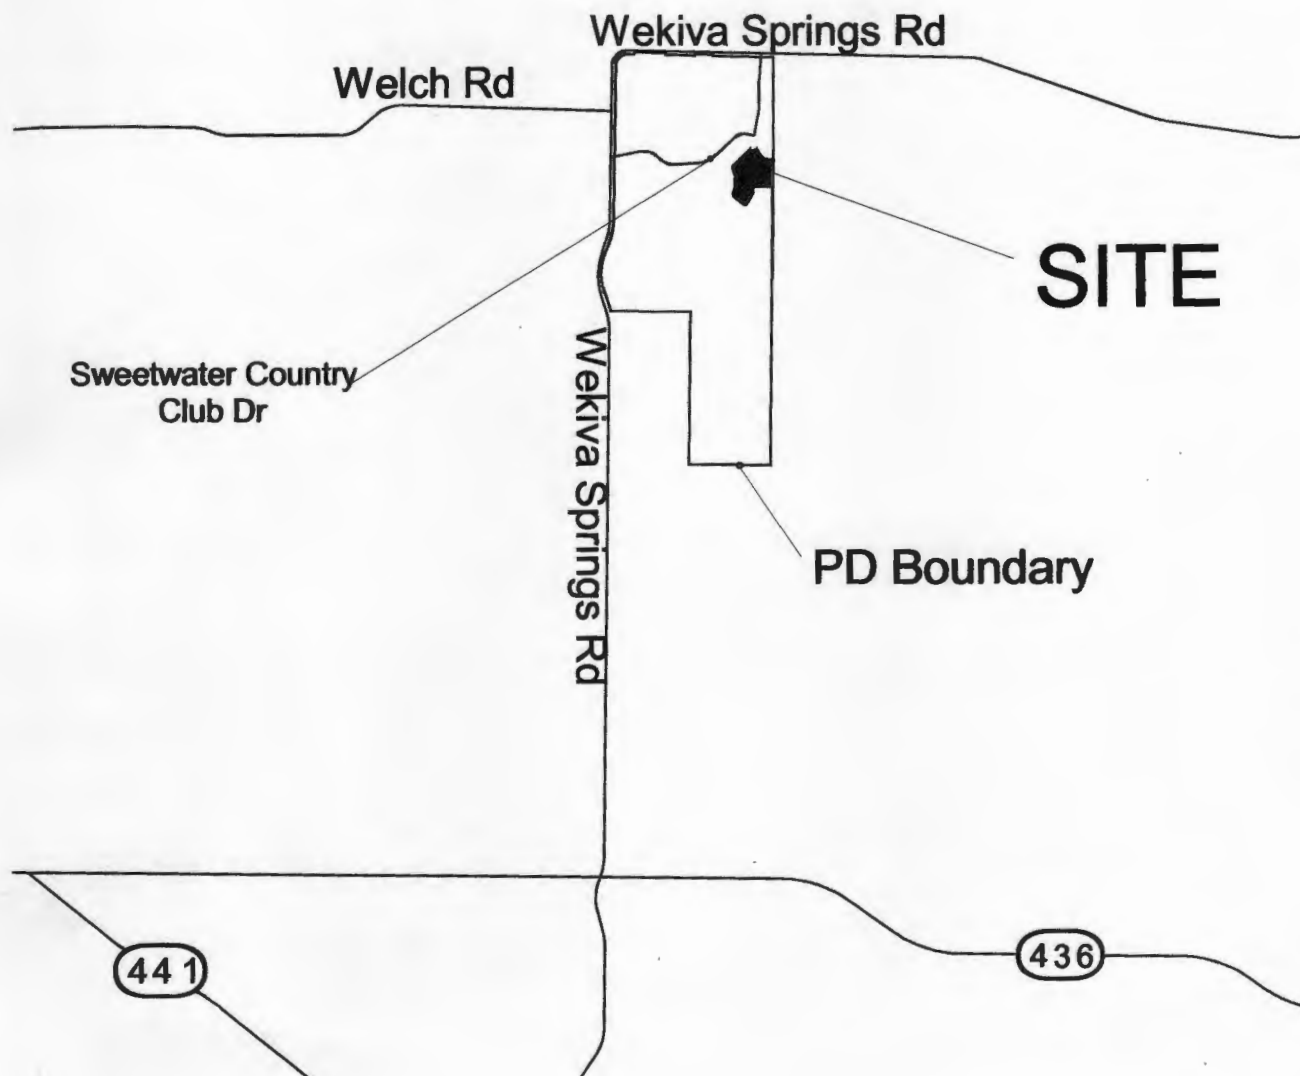 Wekiva Springs Rd
Welch Rd
SITE
Sweetwater Country
Club Dr
Wekiva Springs Rd
PD Boundary
441
436